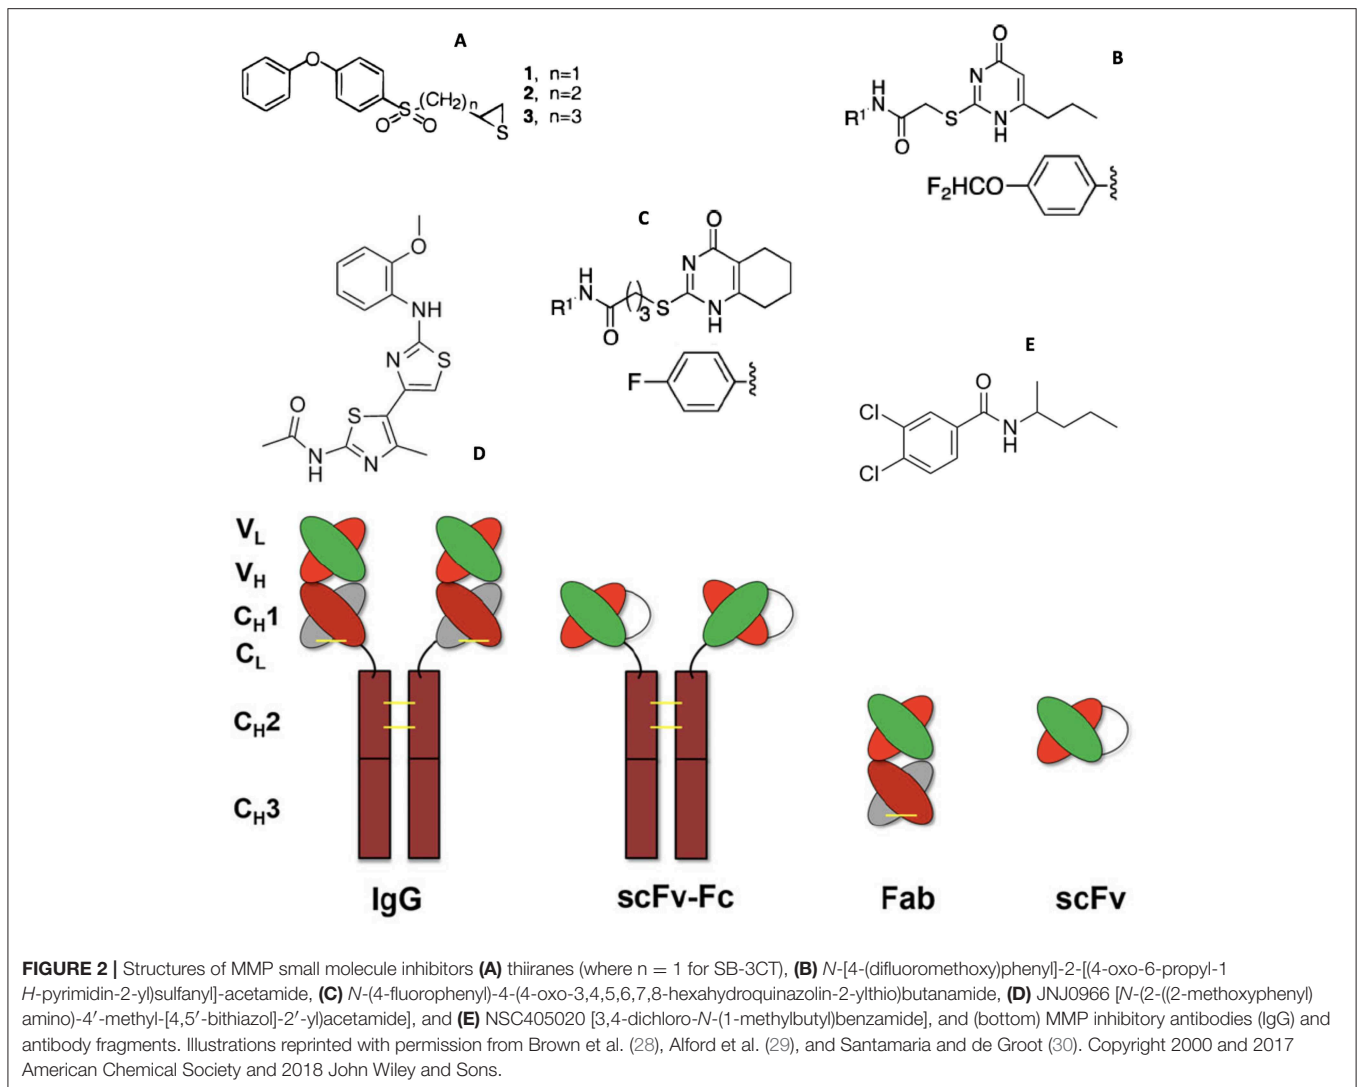 A
O
S
O
O
(CH2)n
S
1, n=1
2, n=2
3, n=3
B
O
N
H
N
R1
S
N
H
O
F2HCO
C
O
N
H
N
R1
( )3
S
N
H
O
F
D
O
NH
N
S
S
O
N
H
N
E
O
Cl
Cl
N
H
VL
VH
CH1
CL
CH2
CH3
IgG
scFv-Fc
Fab
scFv
FIGURE 2 | Structures of MMP small molecule inhibitors (A) thiiranes (where n = 1 for SB-3CT), (B) N-[4-(difluoromethoxy)phenyl]-2-[(4-oxo-6-propyl-1
H-pyrimidin-2-yl)sulfanyl]-acetamide, (C) N-(4-fluorophenyl)-4-(4-oxo-3,4,5,6,7,8-hexahydroquinazolin-2-ylthio)butanamide, (D) JNJ0966 [N-(2-((2-methoxyphenyl)
amino)-4′-methyl-[4,5′-bithiazol]-2′-yl)acetamide], and (E) NSC405020 [3,4-dichloro-N-(1-methylbutyl)benzamide], and (bottom) MMP inhibitory antibodies (IgG) and
antibody fragments. Illustrations reprinted with permission from Brown et al. (28), Alford et al. (29), and Santamaria and de Groot (30). Copyright 2000 and 2017
American Chemical Society and 2018 John Wiley and Sons.